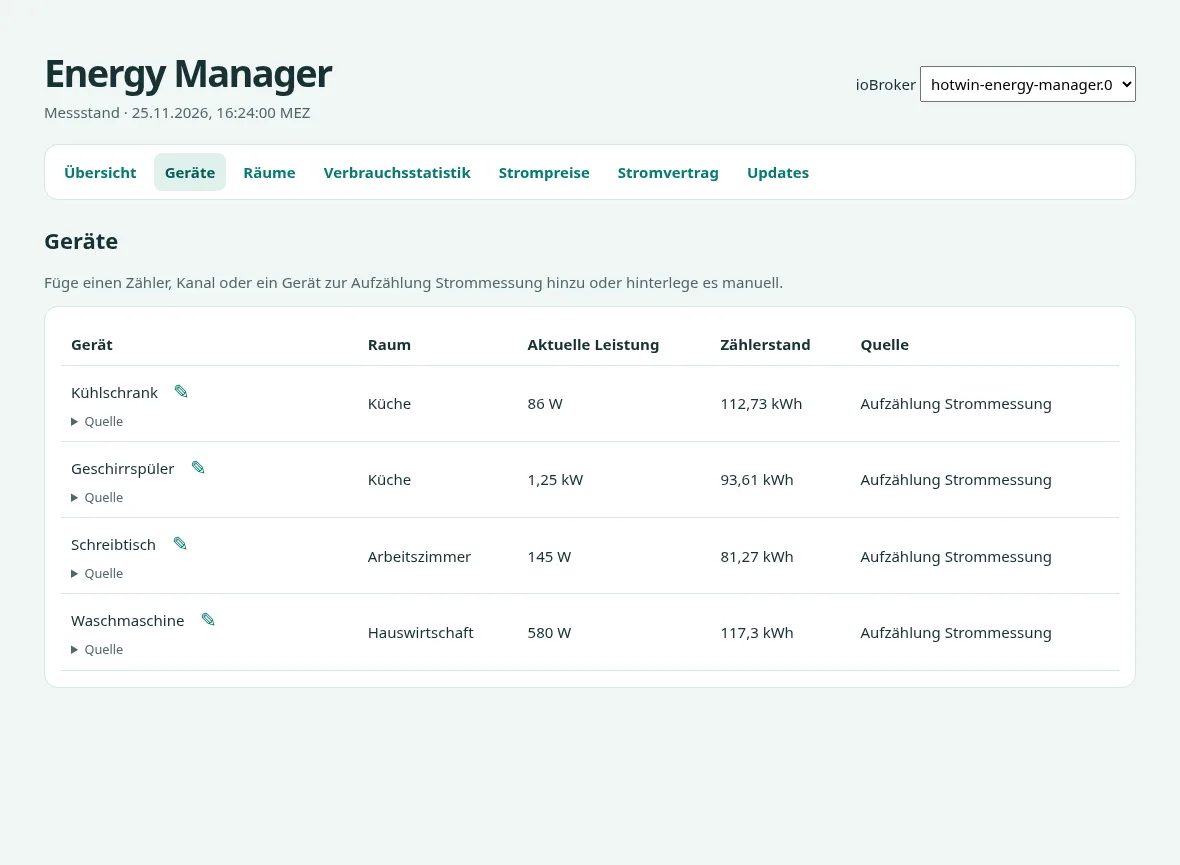 Energy Manager
Messstand · 25.11.2026, 16:24:00 MEZ
ioBroker hotwin-energy-manager.0
Übersicht Geräte Räume Verbrauchsstatistik Strompreise Stromvertrag Updates
Geräte
Füge einen Zähler, Kanal oder ein Gerät zur Aufzählung Strommessung hinzu oder hinterlege es manuell.
Gerät Raum Aktuelle Leistung Zählerstand Quelle
Kühlschrank
Quelle
Küche 86 W 112,73 kWh Aufzählung Strommessung
Geschirrspüler
Quelle
Küche 1,25 kW 93,61 kWh Aufzählung Strommessung
Schreibtisch
Quelle
Arbeitszimmer 145 W 81,27 kWh Aufzählung Strommessung
Waschmaschine
Quelle
Hauswirtschaft 580 W 117,3 kWh Aufzählung Strommessung